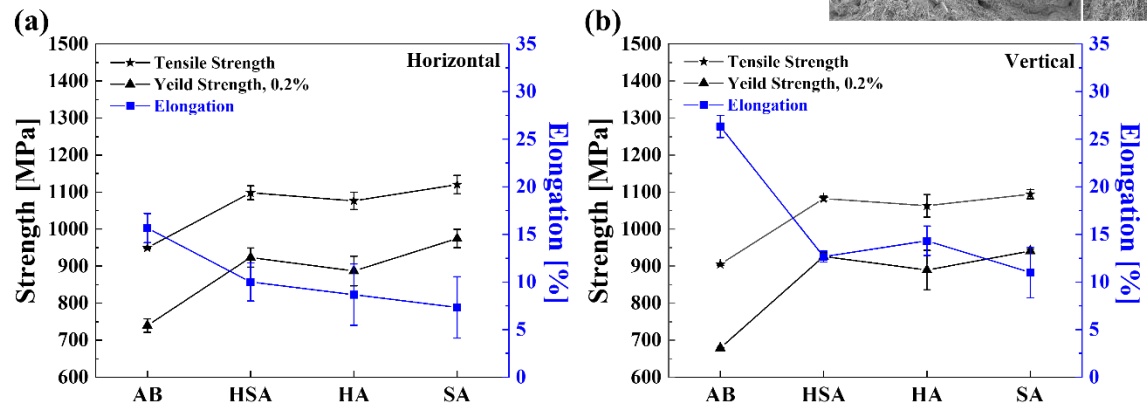 (a)
Horizontal
Tensile Strength
Yeild Strength, 0.2%
Elongation
Strength [MPa]
1500
1400
1300
1200
1100
1000
900
800
700
600
Elongation [%]
35
30
25
20
15
10
5
0
AB HSA HA SA
(b)
Vertical
Tensile Strength
Yeild Strength, 0.2%
Elongation
Strength [MPa]
1500
1400
1300
1200
1100
1000
900
800
700
600
Elongation [%]
35
30
25
20
15
10
5
0
AB HSA HA SA